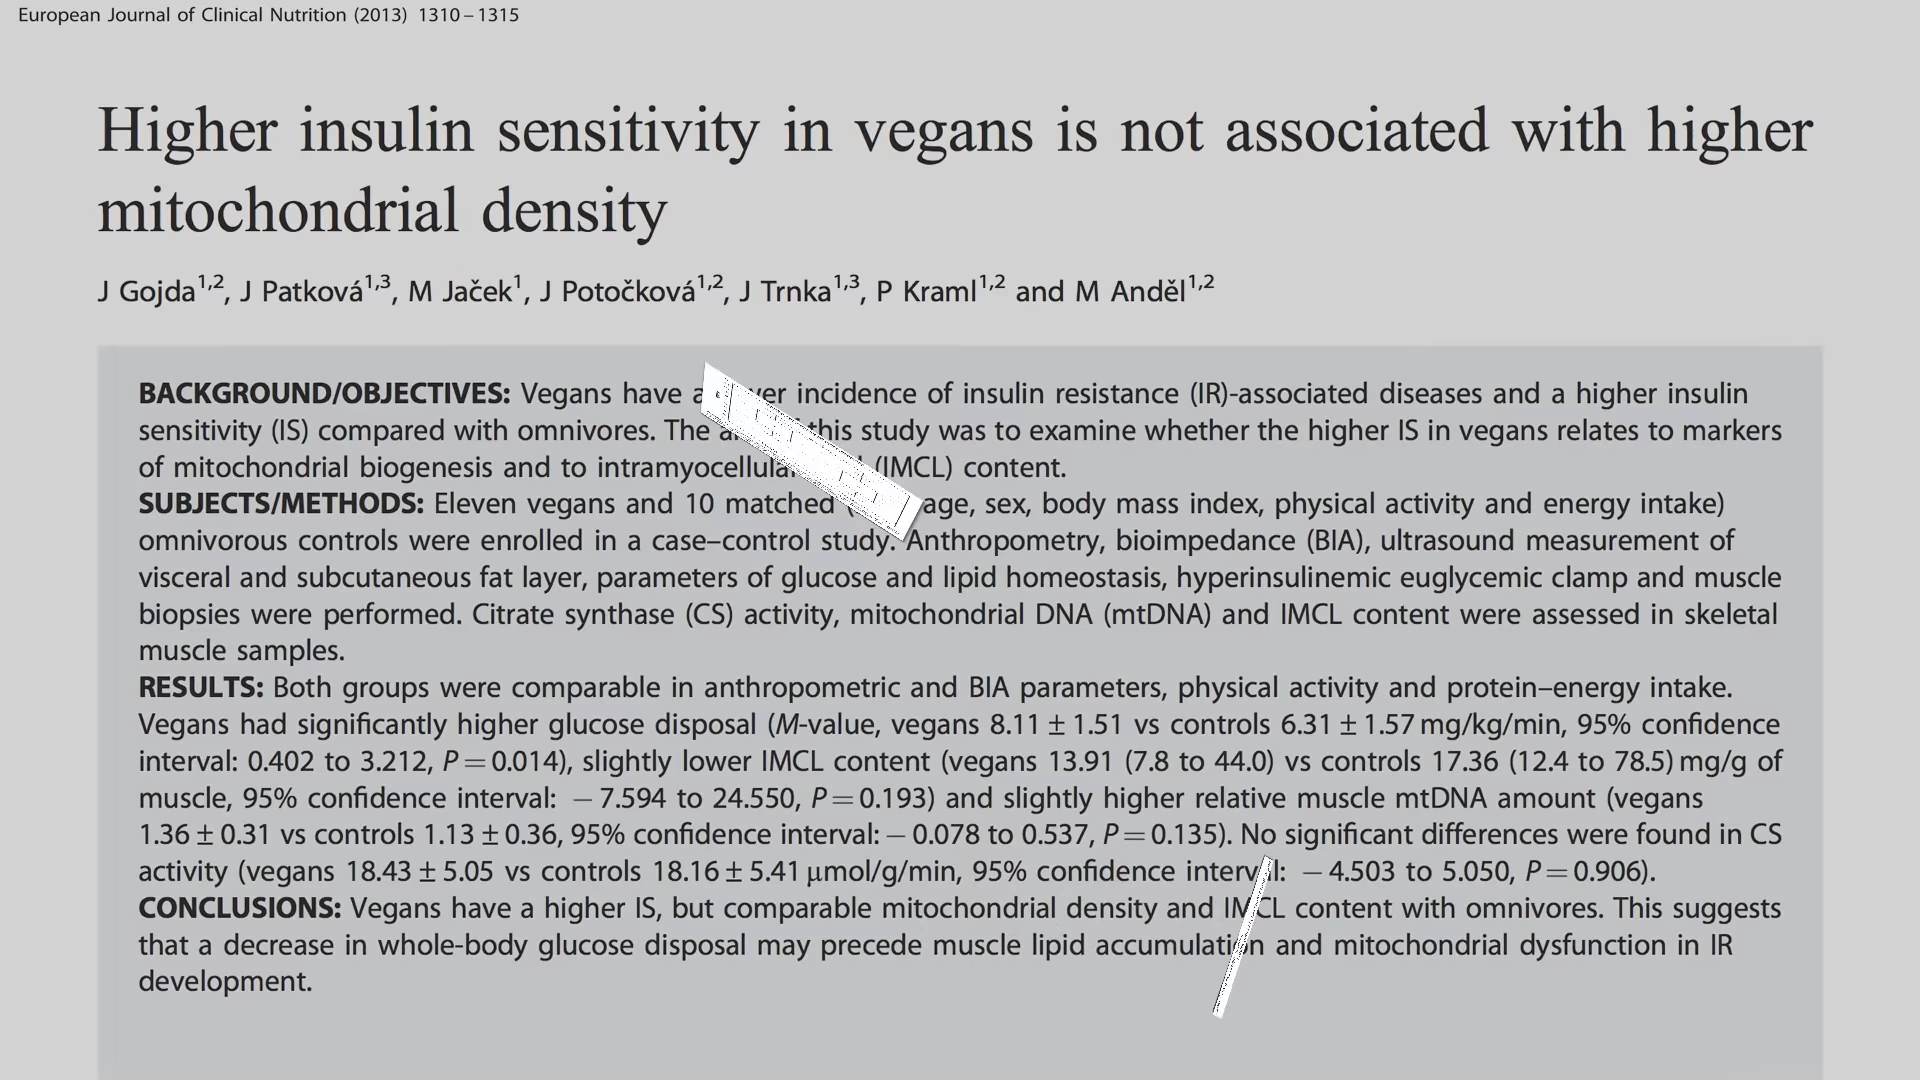 European Journal of Clinical Nutrition (2013) 1310 – 1315
Higher insulin sensitivity in vegans is not associated with higher
mitochondrial density
J Gojda1,2, J Patková1,3, M Jaček1, J Potočková1,2, J Trnka1,3, P Kraml1,2 and M Anděl1,2
BACKGROUND/OBJECTIVES: Vegans have a incidence of insulin resistance (IR)-associated diseases and a higher insulin
sensitivity (IS) compared with omnivores. The this study was to examine whether the higher IS in vegans relates to markers
of mitochondrial biogenesis and to (IMCL) content.
SUBJECTS/METHODS: Eleven vegans and 10 matched age, sex, body mass index, physical activity and energy intake)
omnivorous controls were enrolled in a case–control study. Anthropometry, bioimpedance (BIA), ultrasound measurement of
visceral and subcutaneous fat layer, parameters of glucose and lipid homeostasis, hyperinsulinemic euglycemic clamp and muscle
biopsies were performed. Citrate synthase (CS) activity, mitochondrial DNA (mtDNA) and IMCL content were assessed in skeletal
muscle samples.
RESULTS: Both groups were comparable in anthropometric and BIA parameters, physical activity and protein–energy intake.
Vegans had significantly higher glucose disposal (M-value, vegans 8.11 ± 1.51 vs controls 6.31 ± 1.57 mg/kg/min, 95% confidence
interval: 0.402 to 3.212, P = 0.014), slightly lower IMCL content (vegans 13.91 (7.8 to 44.0) vs controls 17.36 (12.4 to 78.5) mg/g of
muscle, 95% confidence interval: − 7.594 to 24.550, P = 0.193) and slightly higher relative muscle mtDNA amount (vegans
1.36 ± 0.31 vs controls 1.13 ± 0.36, 95% confidence interval: − 0.078 to 0.537, P = 0.135). No significant differences were found in CS
activity (vegans 18.43 ± 5.05 vs controls 18.16 ± 5.41 μmol/g/min, 95% confidence interval: − 4.503 to 5.050, P = 0.906).
CONCLUSIONS: Vegans have a higher IS, but comparable mitochondrial density and IMCL content with omnivores. This suggests
that a decrease in whole-body glucose disposal may precede muscle lipid accumulation and mitochondrial dysfunction in IR
development.